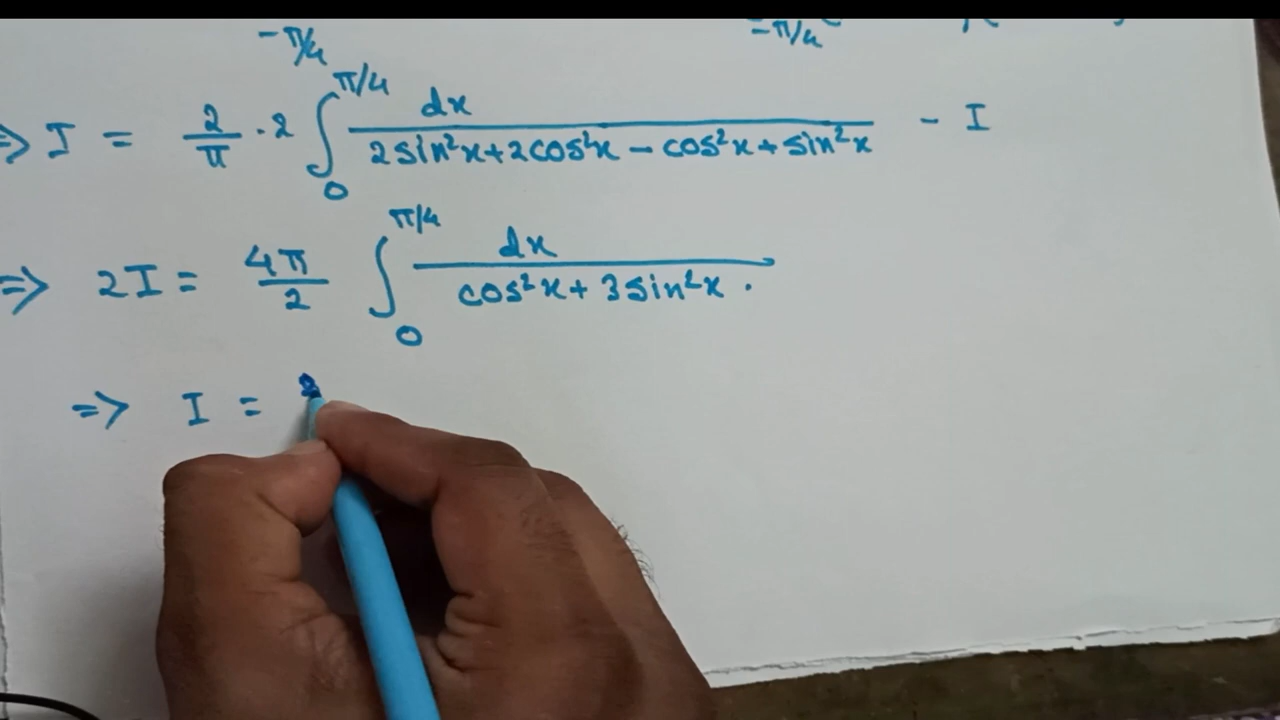 -π/4 -π/4
⇒ I = 2/π · 2 ∫₀^π/4 dx / (2sin²x + 2cos²x - cos²x + sin²x) - I
⇒ 2I = 4π/2 ∫₀^π/4 dx / (cos²x + 3sin²x) .
⇒ I =